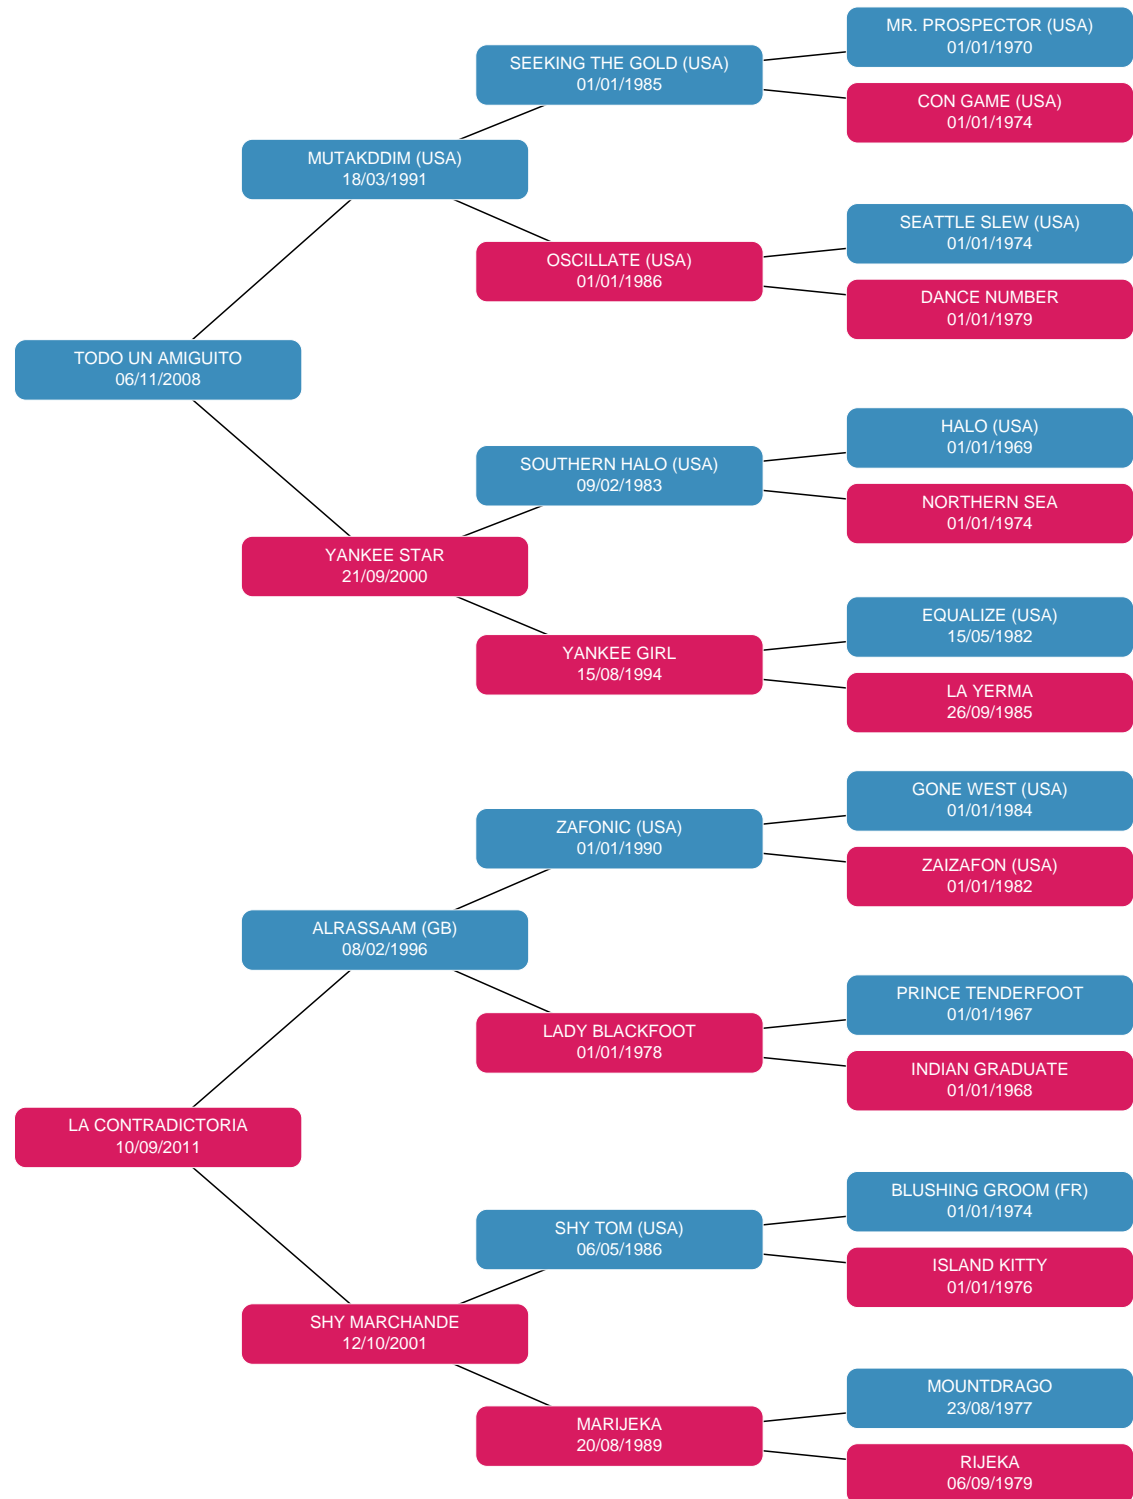 MR. PROSPECTOR (USA)
01/01/1970
SEEKING THE GOLD (USA)
01/01/1985
CON GAME (USA)
01/01/1974
MUTAKDDIM (USA)
18/03/1991
SEATTLE SLEW (USA)
01/01/1974
OSCILLATE (USA)
01/01/1986
DANCE NUMBER
01/01/1979
TODO UN AMIGUITO
06/11/2008
HALO (USA)
01/01/1969
SOUTHERN HALO (USA)
09/02/1983
NORTHERN SEA
01/01/1974
YANKEE STAR
21/09/2000
EQUALIZE (USA)
15/05/1982
YANKEE GIRL
15/08/1994
LA YERMA
26/09/1985
GONE WEST (USA)
01/01/1984
ZAFONIC (USA)
01/01/1990
ZAIZAFON (USA)
01/01/1982
ALRASSAAM (GB)
08/02/1996
PRINCE TENDERFOOT
01/01/1967
LADY BLACKFOOT
01/01/1978
INDIAN GRADUATE
01/01/1968
LA CONTRADICTORIA
10/09/2011
BLUSHING GROOM (FR)
01/01/1974
SHY TOM (USA)
06/05/1986
ISLAND KITTY
01/01/1976
SHY MARCHANDE
12/10/2001
MOUNTDRAGO
23/08/1977
MARIJEKA
20/08/1989
RIJEKA
06/09/1979